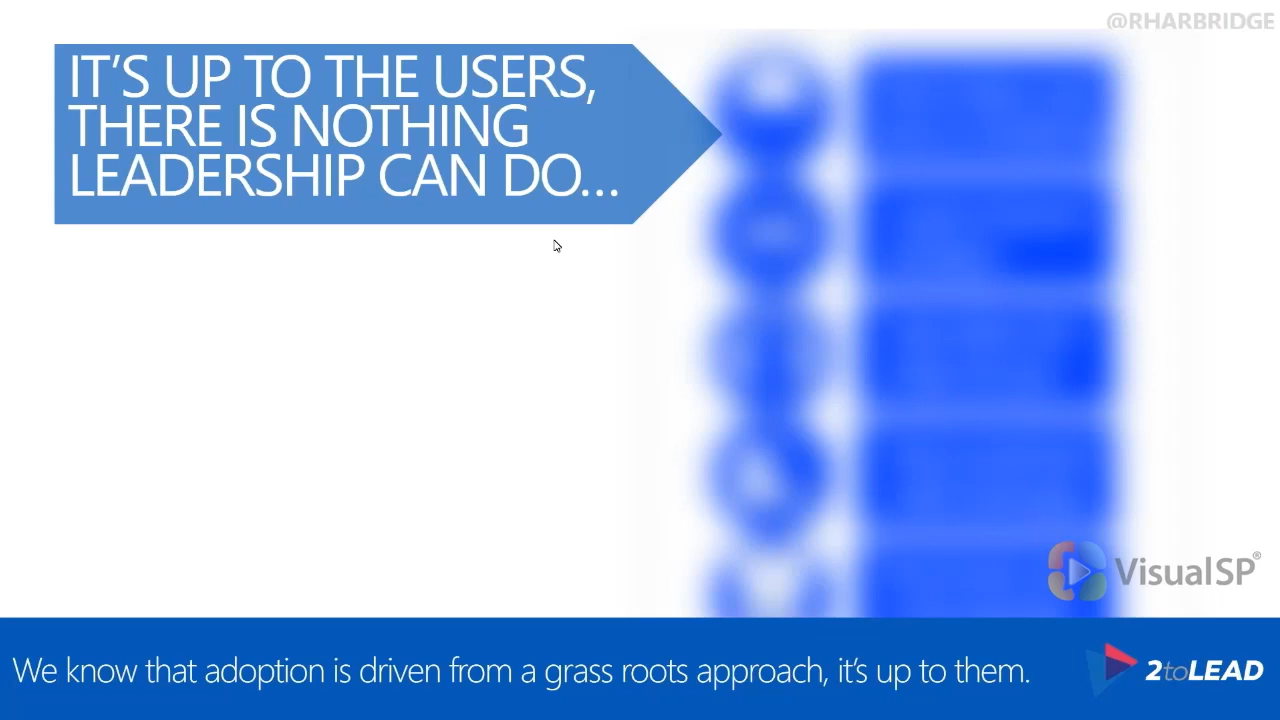 @RHARBRIDGE
IT’S UP TO THE USERS,
THERE IS NOTHING
LEADERSHIP CAN DO…
VisualSP®
We know that adoption is driven from a grass roots approach, it’s up to them.
2toLEAD